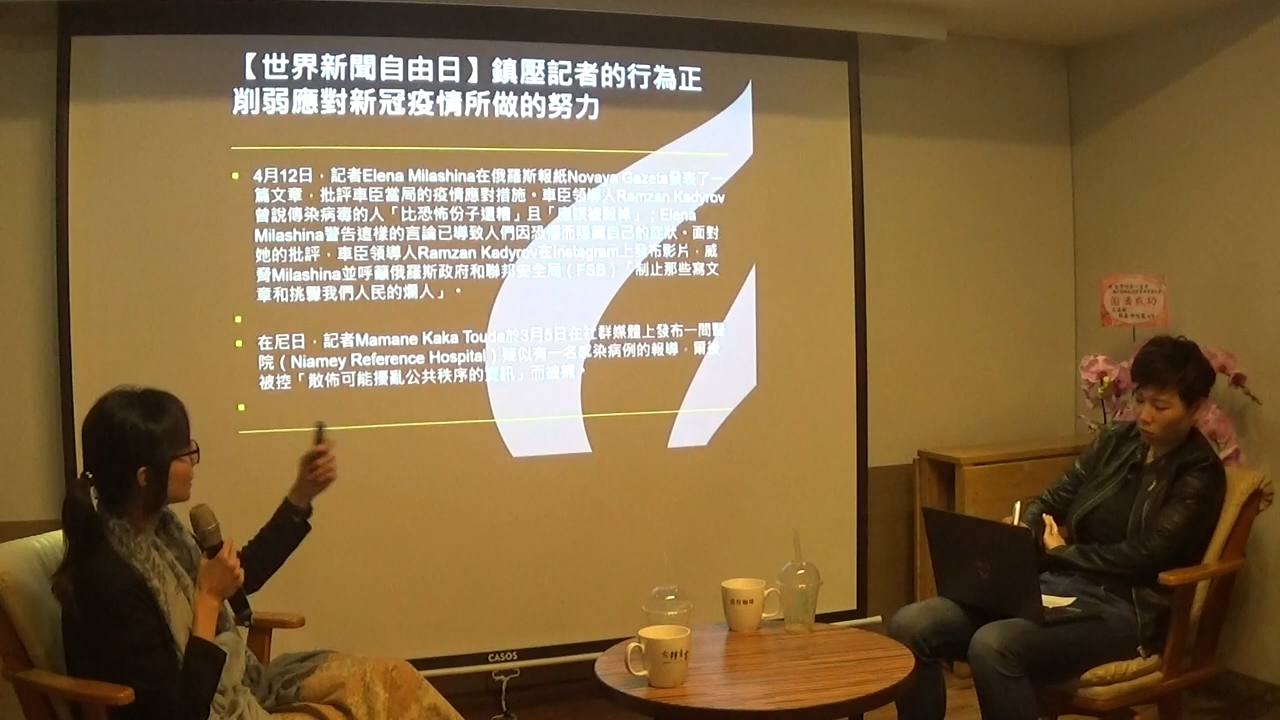 【世界新聞自由日】鎮壓記者的行為正
削弱應對新冠疫情所做的努力
4月12日，記者Elena Milashina在俄羅斯報紙Novaya Gazeta發表了一
篇文章，批評車臣當局的疫情應對措施。車臣領導人Ramzan Kadyrov
曾說傳染病毒的人「比恐怖份子還糟」且「應該被殺掉」；Elena
Milashina警告這樣的言論已導致人們因恐懼而隱藏自己的症狀。面對
她的批評，車臣領導人Ramzan Kadyrov在Instagram上發布影片，威
脅Milashina並呼籲俄羅斯政府和聯邦安全局（FSB）「制止那些寫文
章和挑釁我們人民的爛人」。
在尼日，記者Mamane Kaka Touda於3月5日在社群媒體上發布一間醫
院（Niamey Reference Hospital）疑似有一名感染病例的報導，爾後
被控「散佈可能擾亂公共秩序的資訊」而被捕。
圓滿成功
CASOS